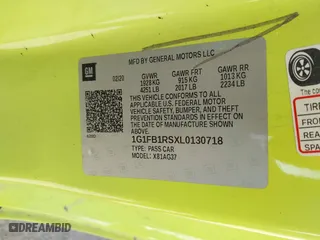 GM
MFD BY GENERAL MOTORS LLC
02/20
GVWR GAWR FRT GAWR RR
1928 KG 915 KG 1013 KG
4251 LB 2017 LB 2234 LB
THIS VEHICLE CONFORMS TO ALL
APPLICABLE U.S. FEDERAL MOTOR
VEHICLE SAFETY, BUMPER, AND THEFT
PREVENTION STANDARDS IN EFFECT ON
THE DATE OF MANUFACTURE SHOWN ABOVE.
1G1FB1RSXL0130718
TYPE: PASS CAR
MODEL: X81AG37
AutoBidMaster